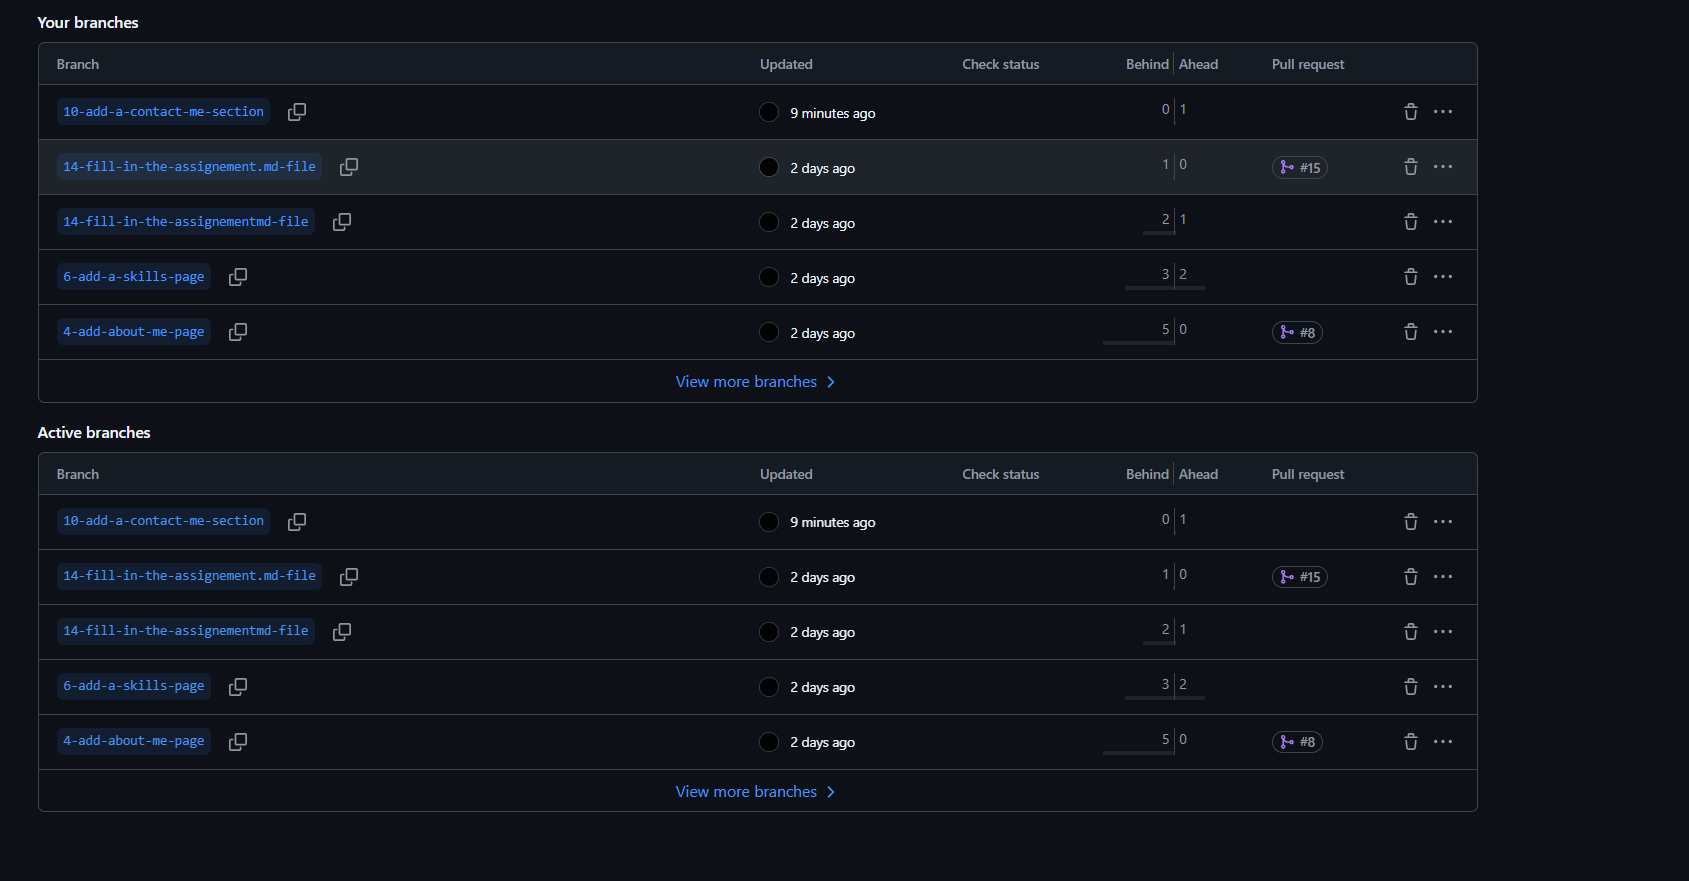 Your branches
Branch Updated Check status Behind Ahead Pull request
10-add-a-contact-me-section 9 minutes ago 0 1
14-fill-in-the-assignement.md-file 2 days ago 1 0 #15
14-fill-in-the-assignementmd-file 2 days ago 2 1
6-add-a-skills-page 2 days ago 3 2
4-add-about-me-page 2 days ago 5 0 #8
View more branches
Active branches
Branch Updated Check status Behind Ahead Pull request
10-add-a-contact-me-section 9 minutes ago 0 1
14-fill-in-the-assignement.md-file 2 days ago 1 0 #15
14-fill-in-the-assignementmd-file 2 days ago 2 1
6-add-a-skills-page 2 days ago 3 2
4-add-about-me-page 2 days ago 5 0 #8
View more branches